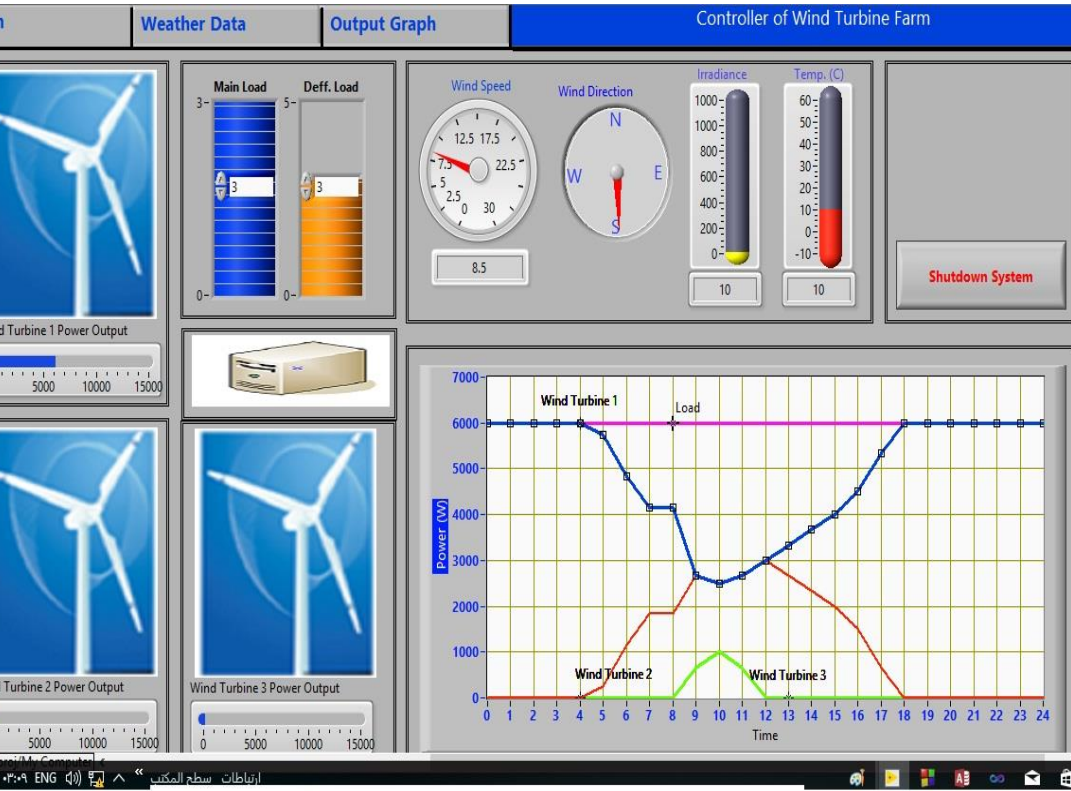 Weather Data
Output Graph
Controller of Wind Turbine Farm
Main Load
Deff. Load
3
5
3
3
0
0
Wind Speed
12.5 17.5
7.5
22.5
5
2.5
0
30
8.5
Wind Direction
N
W
E
S
Irradiance
1000
1000
800
600
400
200
0
10
Temp. (C)
60
50
40
30
20
10
0
-10
10
Shutdown System
d Turbine 1 Power Output
5000 10000 15000
Turbine 2 Power Output
5000 10000 15000
Wind Turbine 3 Power Output
0 5000 10000 15000
7000
6000
5000
4000
3000
2000
1000
0
Power (W)
Wind Turbine 1
Load
Wind Turbine 2
Wind Turbine 3
0 1 2 3 4 5 6 7 8 9 10 11 12 13 14 15 16 17 18 19 20 21 22 23 24
Time
proj/My Computer
٠٣:٠٩ ENG
سطح المكتب
ارتباطات